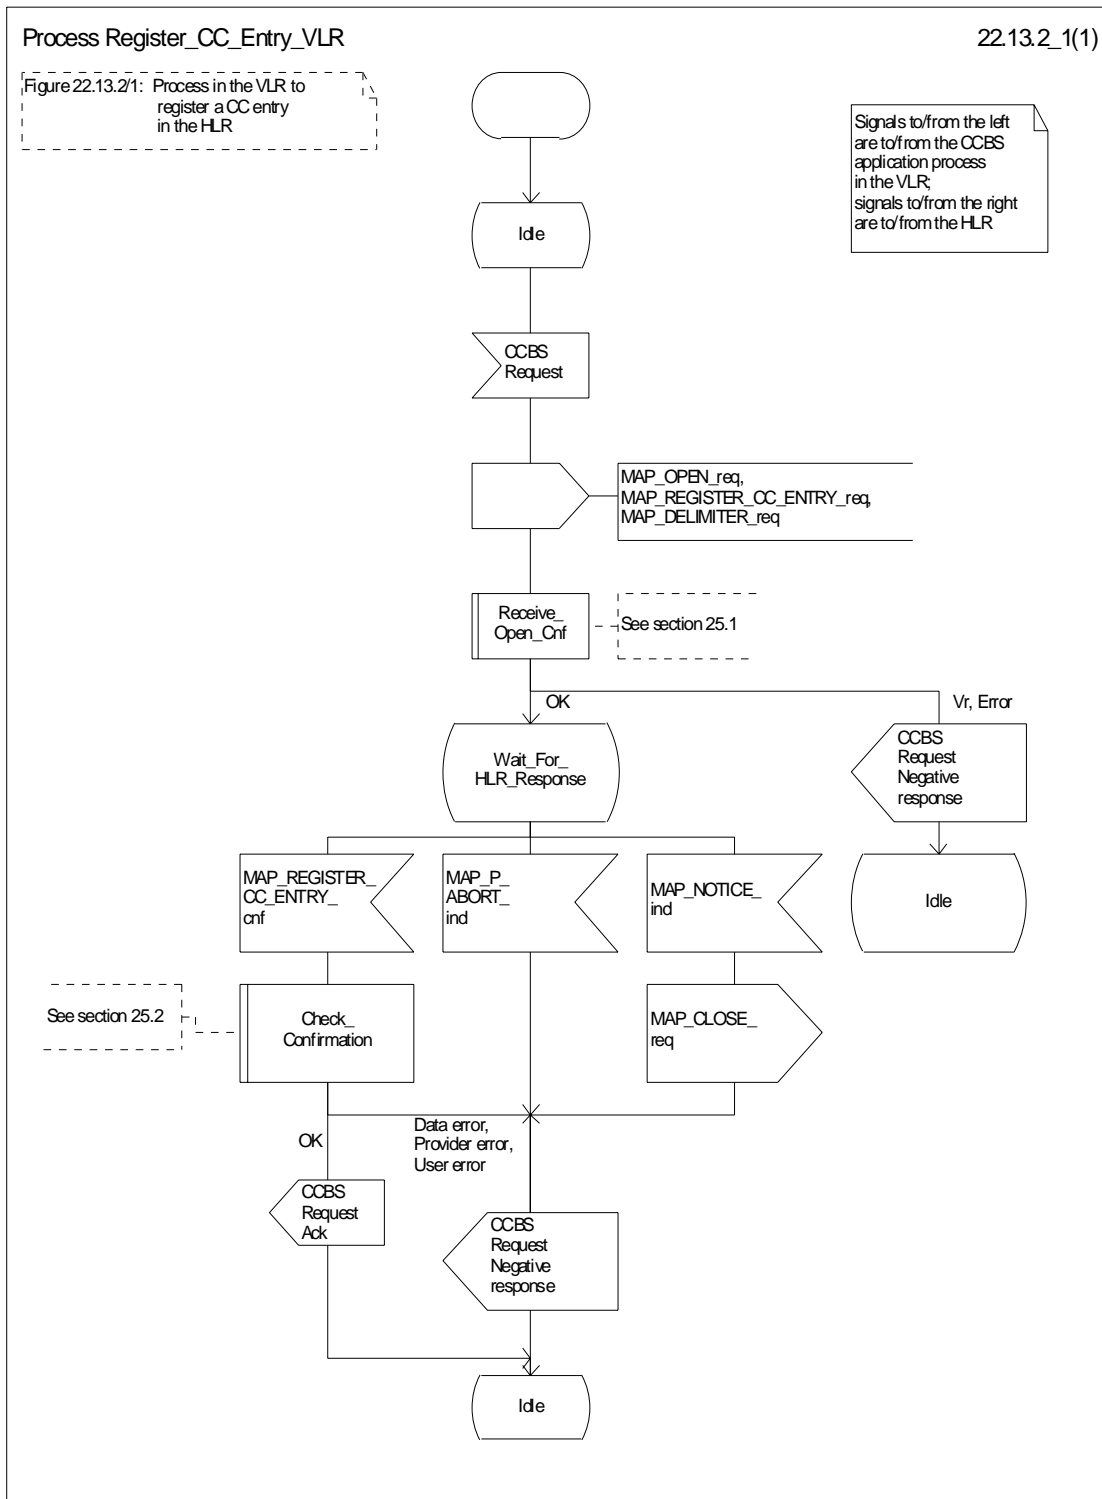 Process Register_CC_Entry_VLR
22.13.2_1(1)
Figure 22.13.2/1: Process in the VLR to
register a CC entry
in the HLR
Signals to/from the left
are to/from the CCBS
application process
in the VLR;
signals to/from the right
are to/from the HLR
Idle
CCBS
Request
MAP_OPEN_req,
MAP_REGISTER_CC_ENTRY_req,
MAP_DELIMITER_req
Receive_
Open_Cnf
See section 25.1
OK
Vr, Error
Wait_For_
HLR_Response
CCBS
Request
Negative
response
MAP_REGISTER_
CC_ENTRY_
cnf
MAP_P_
ABORT_
ind
MAP_NOTICE_
ind
Idle
See section 25.2
Check_
Confirmation
MAP_CLOSE_
req
OK
Data error,
Provider error,
User error
CCBS
Request
Ack
CCBS
Request
Negative
response
Idle